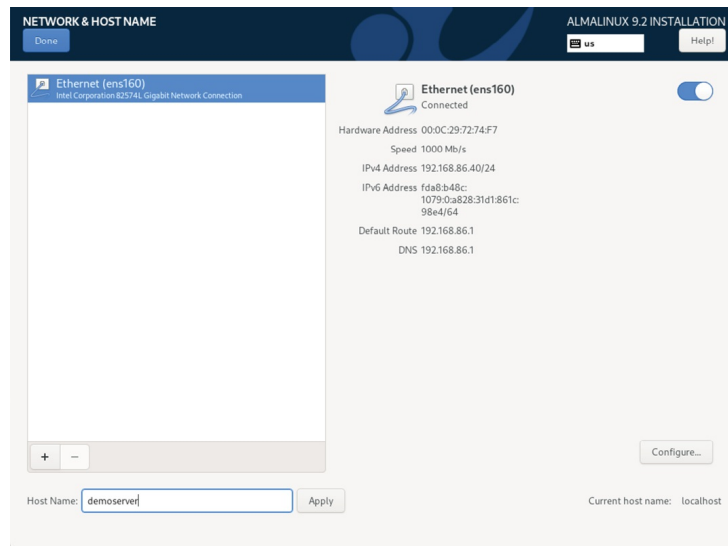 NETWORK & HOST NAME
ALMALINUX 9.2 INSTALLATION
Done
us
Help!
Ethernet (ens160)
Intel Corporation 82574L Gigabit Network Connection
Ethernet (ens160)
Connected
Hardware Address 00:0C:29:72:74:F7
Speed 1000 Mb/s
IPv4 Address 192.168.86.40/24
IPv6 Address fda8:b48c:
1079:0:a828:31d1:861c:
98e4/64
Default Route 192.168.86.1
DNS 192.168.86.1
+ −
Configure...
Host Name: demoserver Apply
Current host name: localhost